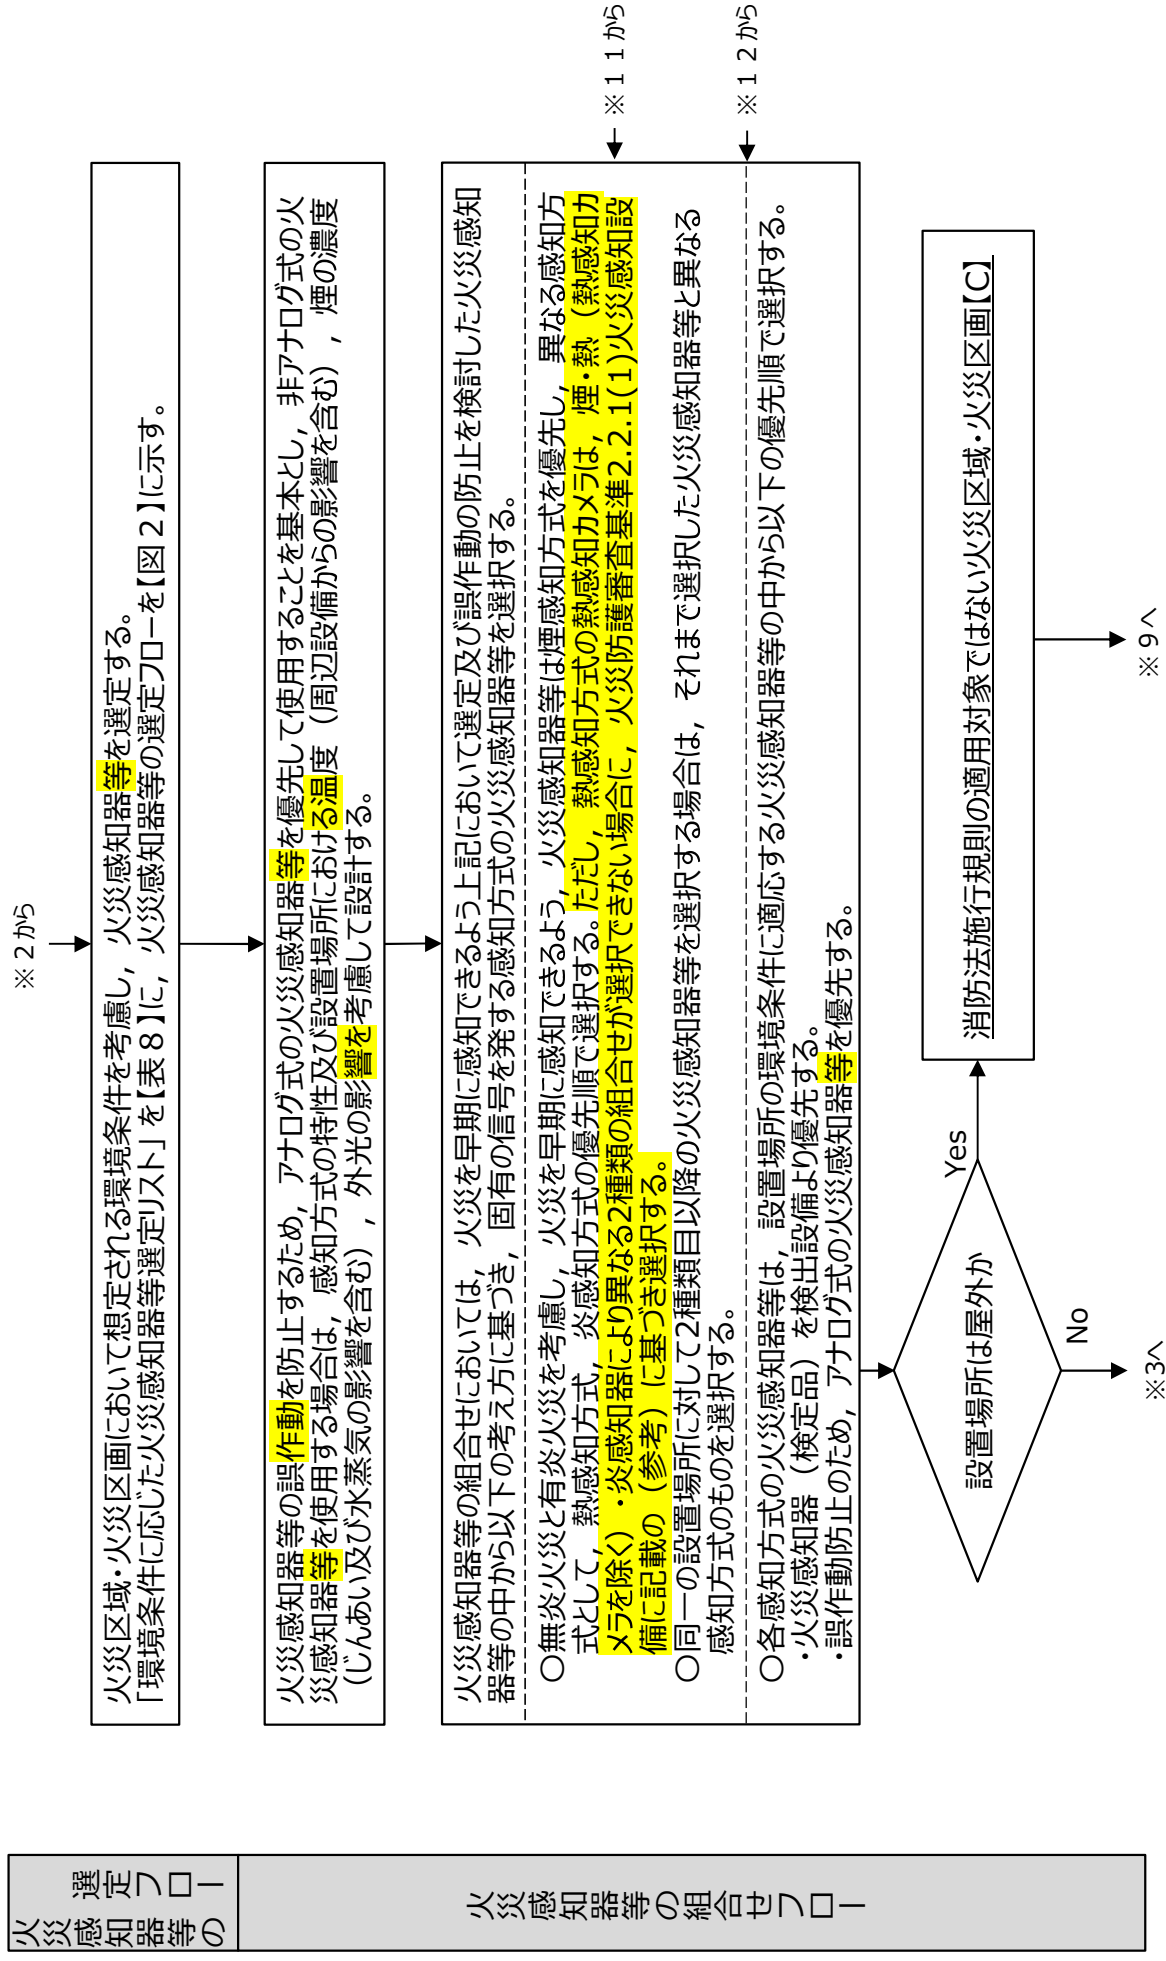 火災感知器等の
選定フロー
火災感知器等の組合せフロー
※２から
火災区域・火災区画において想定される環境条件を考慮し，火災感知器等を選定する。
「環境条件に応じた火災感知器等選定リスト」を【表８】に，火災感知器等の選定フローを【図２】に示す。
火災感知器等の誤作動を防止するため，アナログ式の火災感知器等を優先して使用することを基本とし，非アナログ式の火
災感知器等を使用する場合は，感知方式の特性及び設置場所における温度（周辺設備からの影響を含む），煙の濃度
（じんあい及び水蒸気の影響を含む），外光の影響を考慮して設計する。
火災感知器等の組合せにおいては，火災を早期に感知できるよう上記において選定及び誤作動の防止を検討した火災感知
器等の中から以下の考え方に基づき，固有の信号を発する感知方式の火災感知器等を選択する。
※１１から
〇無炎火災と有炎火災を考慮し，火災を早期に感知できるよう，火災感知器等は煙感知方式を優先し，異なる感知方
式として，熱感知方式，炎感知方式の優先順で選択する。ただし，熱感知方式の熱感知カメラは，煙・熱（熱感知カ
メラを除く）・炎感知器により異なる2種類の組合せが選択できない場合に，火災防護審査基準2.2.1(1)火災感知設
備に記載の（参考）に基づき選択する。
〇同一の設置場所に対して2種類目以降の火災感知器等を選択する場合は，それまで選択した火災感知器等と異なる
感知方式のものを選択する。
※１２から
〇各感知方式の火災感知器等は，設置場所の環境条件に適応する火災感知器等の中から以下の優先順で選択する。
・火災感知器（検定品）を検出設備より優先する。
・誤作動防止のため，アナログ式の火災感知器等を優先する。
設置場所は屋外か
Yes
No
消防法施行規則の適用対象ではない火災区域・火災区画【C】
※3へ
※９へ